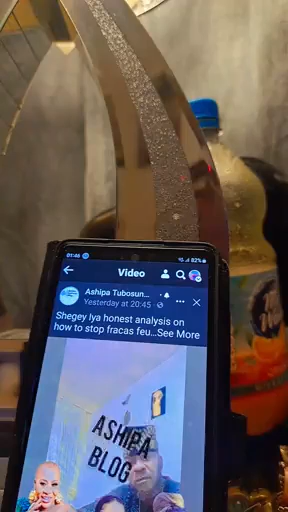 01:46
82%
Video
Ashipa Tubosun...
Yesterday at 20:45
Shegey Iya honest analysis on
how to stop fracas feu...See More
ASHIPA
BLOG